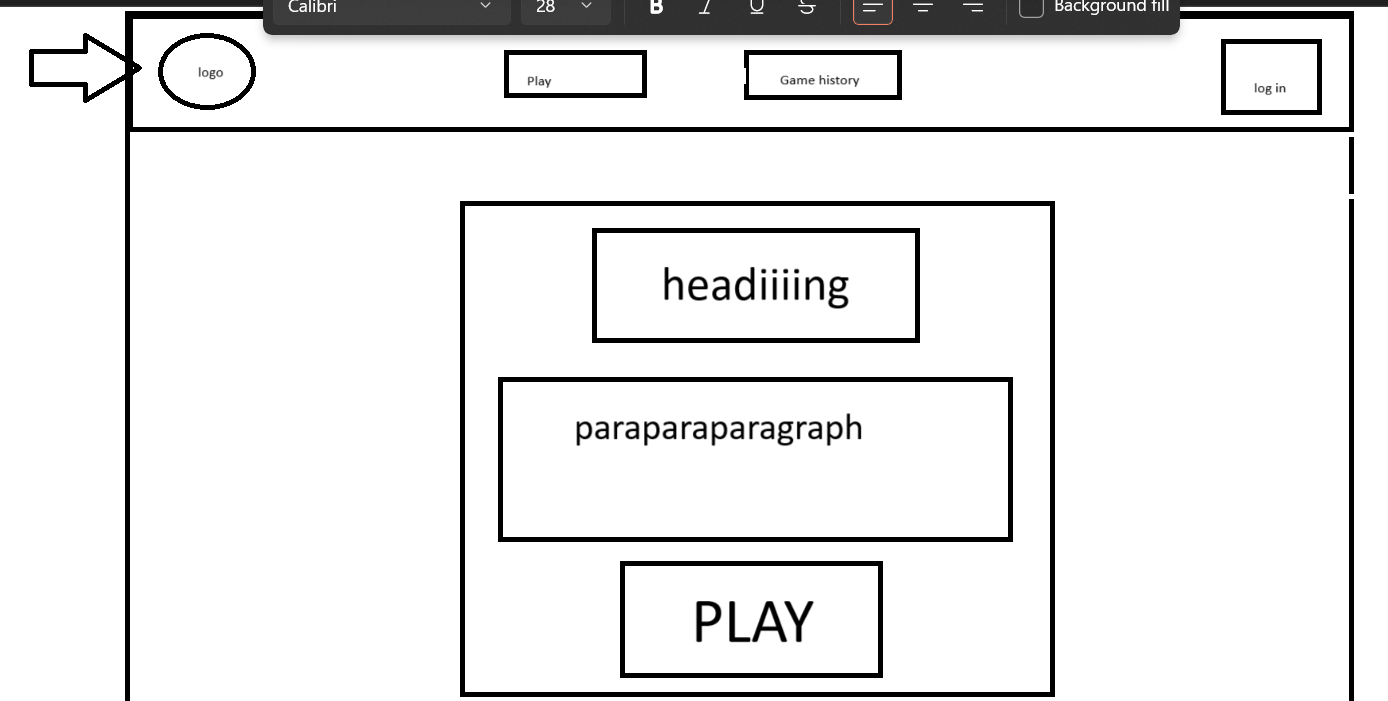 Calibri
28
B I U S
Background fill
logo
Play
Game history
log in
headiiiing
paraparaparagraph
PLAY